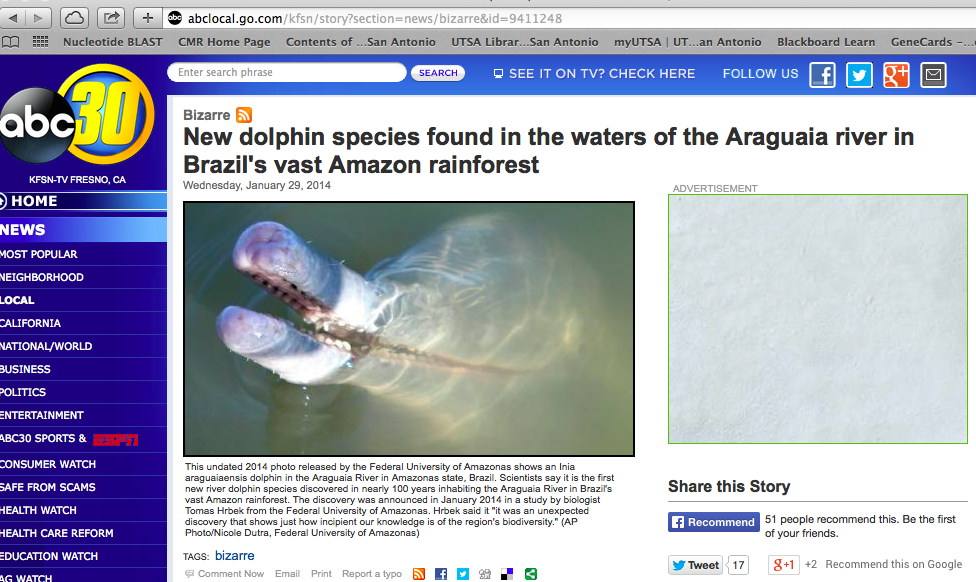 abclocal.go.com/kfsn/story?section=news/bizarre&id=9411248
Nucleotide BLAST CMR Home Page Contents of ...San Antonio UTSA Librar...San Antonio myUTSA | UT...an Antonio Blackboard Learn GeneCards –...
abc 30
KFSN-TV FRESNO, CA
Enter search phrase SEARCH SEE IT ON TV? CHECK HERE FOLLOW US
HOME
NEWS
MOST POPULAR
NEIGHBORHOOD
LOCAL
CALIFORNIA
NATIONAL/WORLD
BUSINESS
POLITICS
ENTERTAINMENT
ABC30 SPORTS & ESPN
CONSUMER WATCH
SAFE FROM SCAMS
HEALTH WATCH
HEALTH CARE REFORM
EDUCATION WATCH
AG WATCH
Bizarre
New dolphin species found in the waters of the Araguaia river in
Brazil's vast Amazon rainforest
Wednesday, January 29, 2014
This undated 2014 photo released by the Federal University of Amazonas shows an Inia
araguaiaensis dolphin in the Araguaia River in Amazonas state, Brazil. Scientists say it is the first
new river dolphin species discovered in nearly 100 years inhabiting the Araguaia River in Brazil's
vast Amazon rainforest. The discovery was announced in January 2014 in a study by biologist
Tomas Hrbek from the Federal University of Amazonas. Hrbek said it "it was an unexpected
discovery that shows just how incipient our knowledge is of the region's biodiversity." (AP
Photo/Nicole Dutra, Federal University of Amazonas)
TAGS: bizarre
Comment Now Email Print Report a typo
ADVERTISEMENT
Share this Story
Recommend 51 people recommend this. Be the first
of your friends.
Tweet 17 g+1 +2 Recommend this on Google